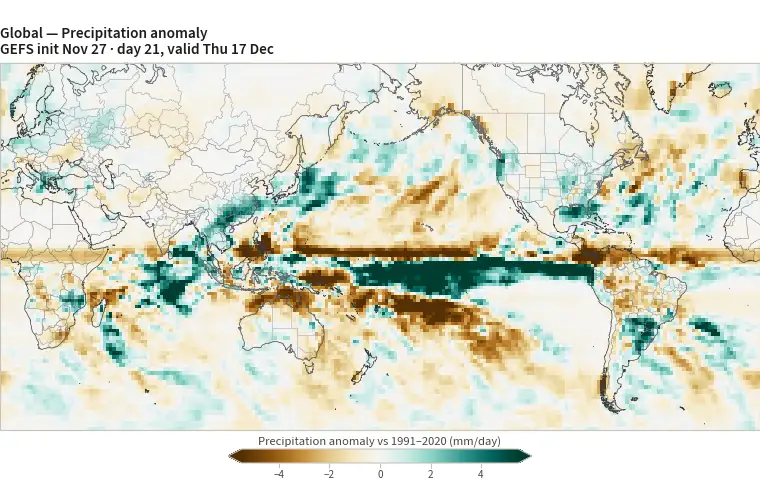 Global — Precipitation anomaly
GEFS init Nov 27 · day 21, valid Thu 17 Dec
Precipitation anomaly vs 1991–2020 (mm/day)
−4 −2 0 2 4